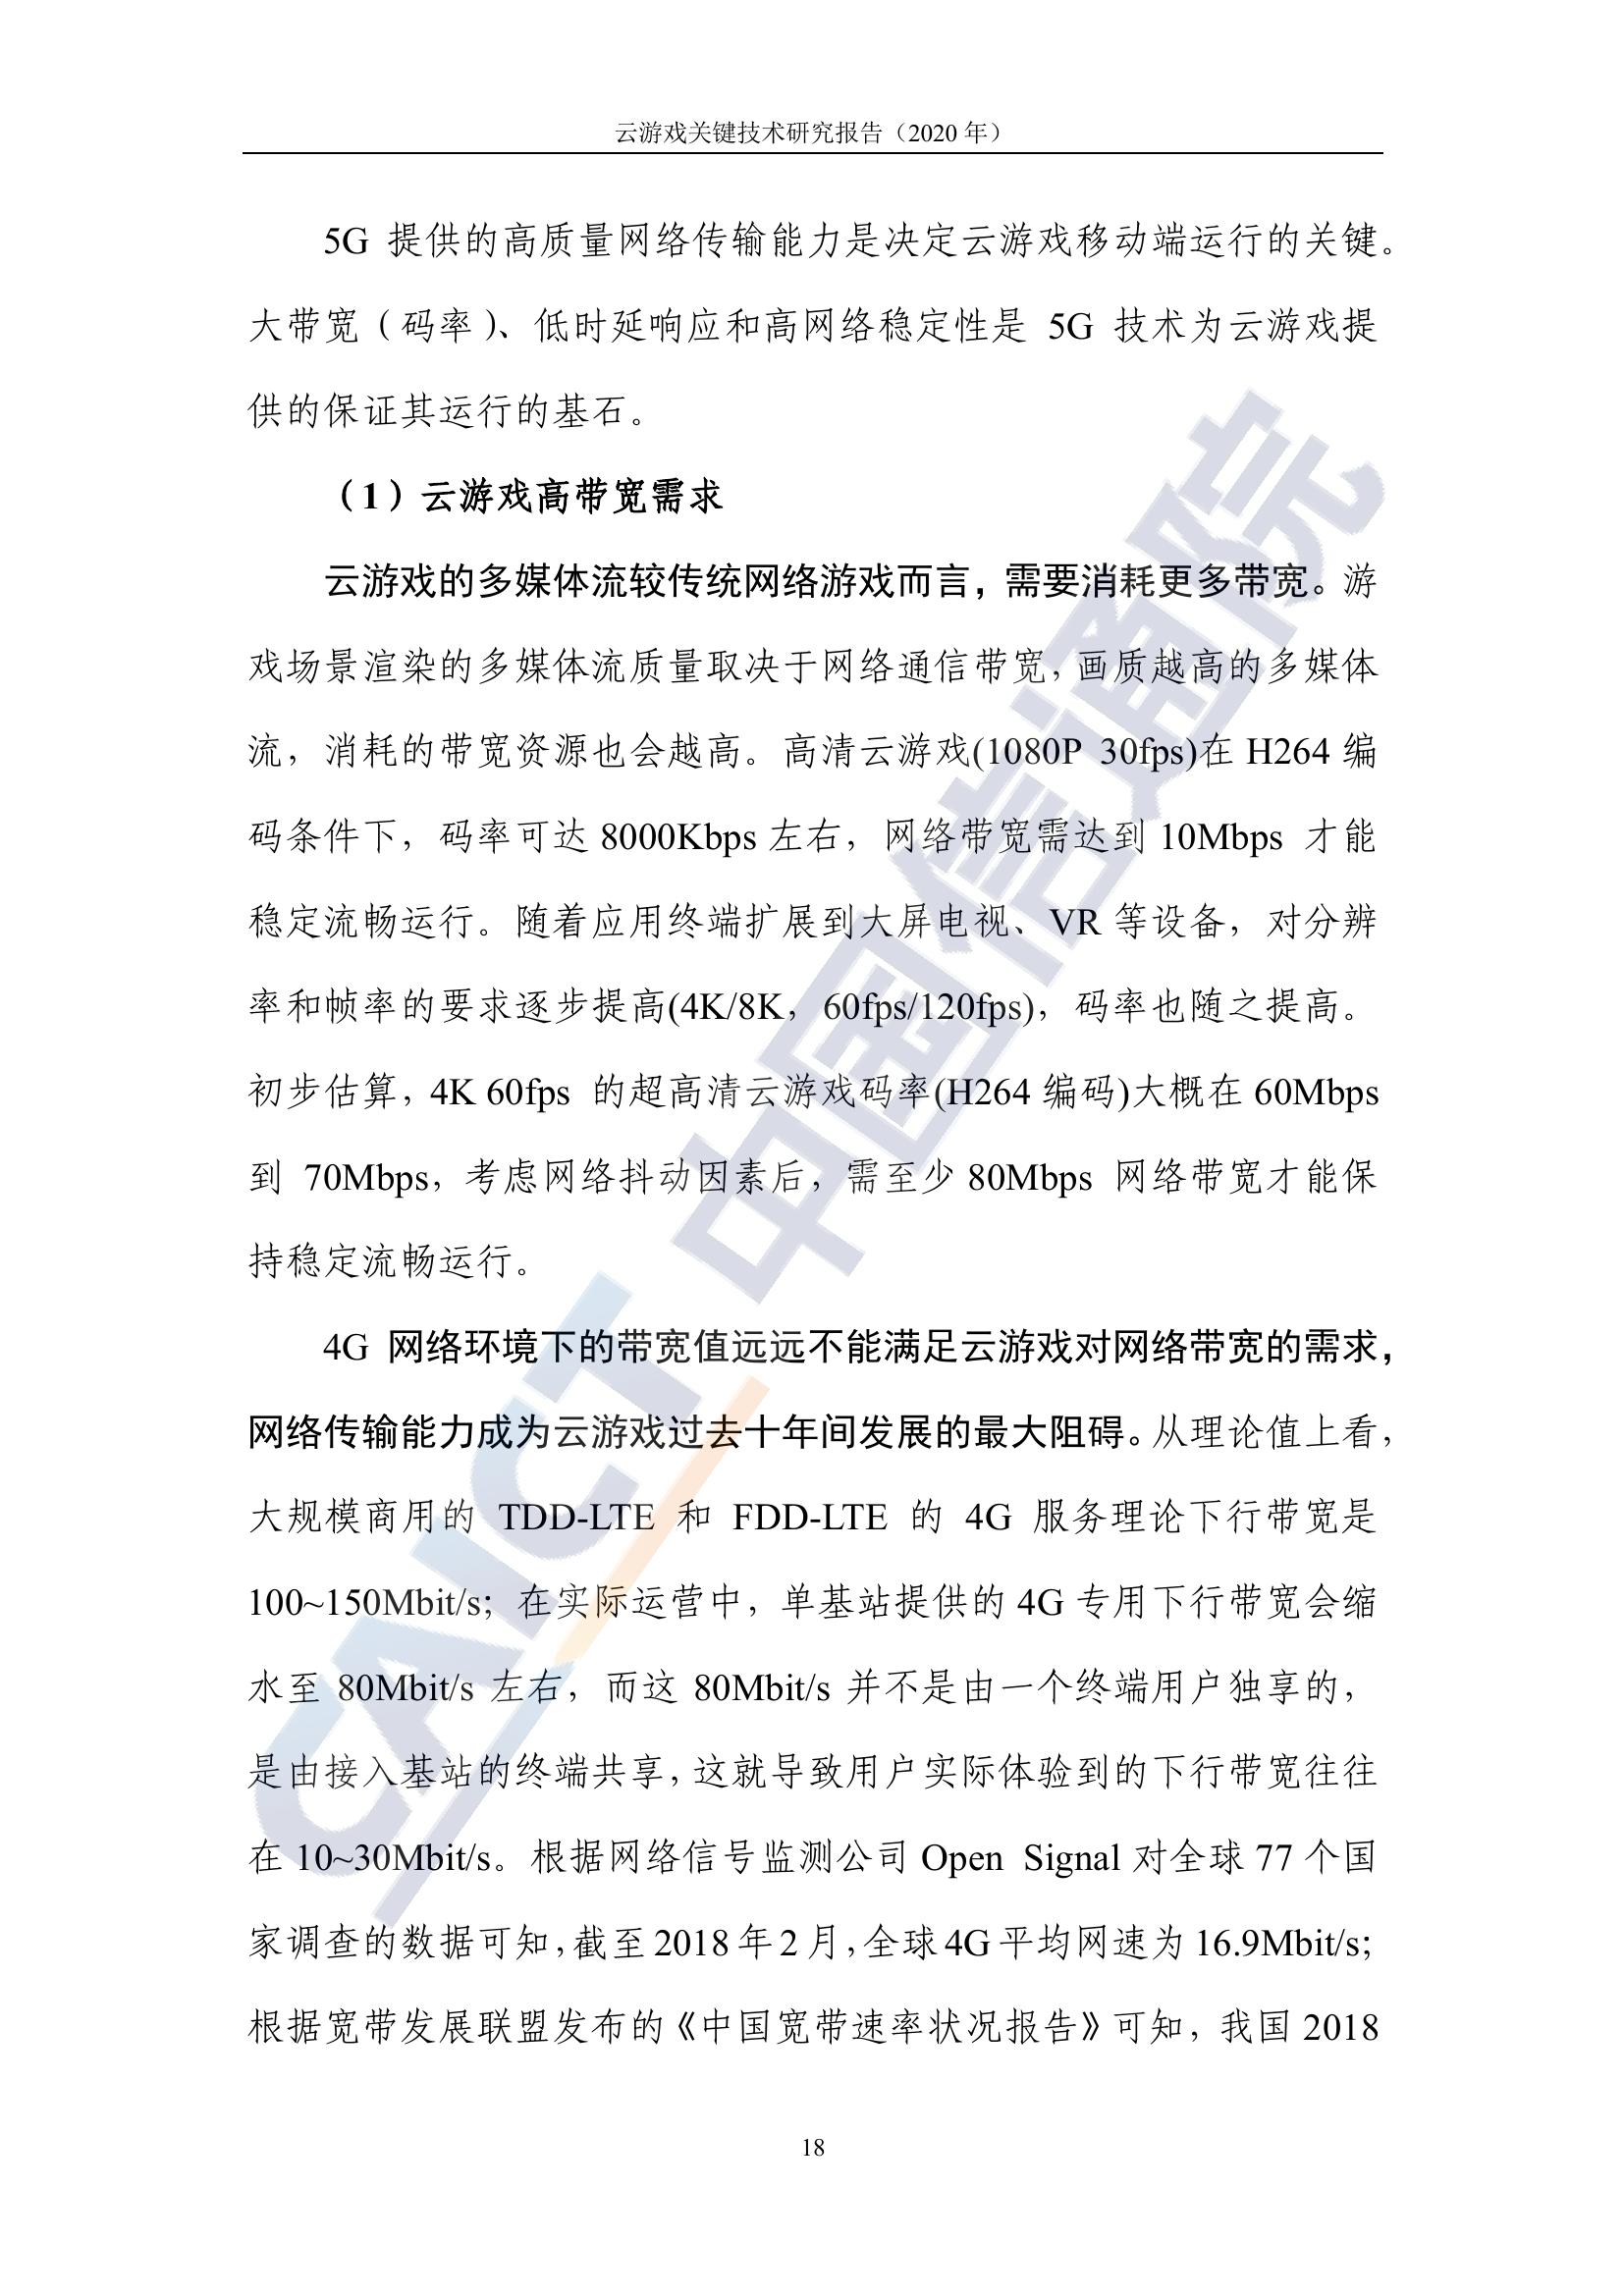 云游戏关键技术研究报告（2020 年）
5G 提供的高质量网络传输能力是决定云游戏移动端运行的关键。
大带宽（码率）、低时延响应和高网络稳定性是 5G 技术为云游戏提
供的保证其运行的基石。
（1）云游戏高带宽需求
云游戏的多媒体流较传统网络游戏而言，需要消耗更多带宽。游
戏场景渲染的多媒体流质量取决于网络通信带宽，画质越高的多媒体
流，消耗的带宽资源也会越高。高清云游戏(1080P 30fps)在 H264 编
码条件下，码率可达 8000Kbps 左右，网络带宽需达到 10Mbps 才能
稳定流畅运行。随着应用终端扩展到大屏电视、VR 等设备，对分辨
率和帧率的要求逐步提高(4K/8K，60fps/120fps)，码率也随之提高。
初步估算，4K 60fps 的超高清云游戏码率(H264 编码)大概在 60Mbps
到 70Mbps，考虑网络抖动因素后，需至少 80Mbps 网络带宽才能保
持稳定流畅运行。
4G 网络环境下的带宽值远远不能满足云游戏对网络带宽的需求，
网络传输能力成为云游戏过去十年间发展的最大阻碍。从理论值上看，
大规模商用的 TDD-LTE 和 FDD-LTE 的 4G 服务理论下行带宽是
100~150Mbit/s；在实际运营中，单基站提供的 4G 专用下行带宽会缩
水至 80Mbit/s 左右，而这 80Mbit/s 并不是由一个终端用户独享的，
是由接入基站的终端共享，这就导致用户实际体验到的下行带宽往往
在 10~30Mbit/s。根据网络信号监测公司 Open Signal 对全球 77 个国
家调查的数据可知，截至 2018 年 2 月，全球 4G 平均网速为 16.9Mbit/s；
根据宽带发展联盟发布的《中国宽带速率状况报告》可知，我国 2018
18
CAICT 中国信通院